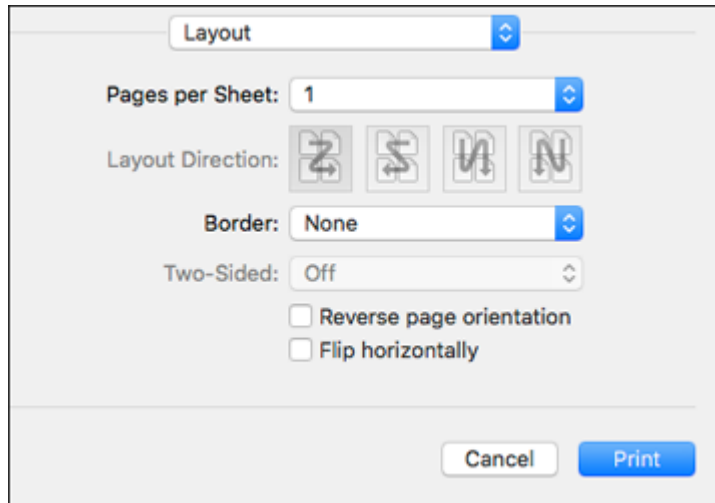 Layout
Pages per Sheet: 1
Layout Direction:
Border: None
Two-Sided: Off
Reverse page orientation
Flip horizontally
Cancel Print